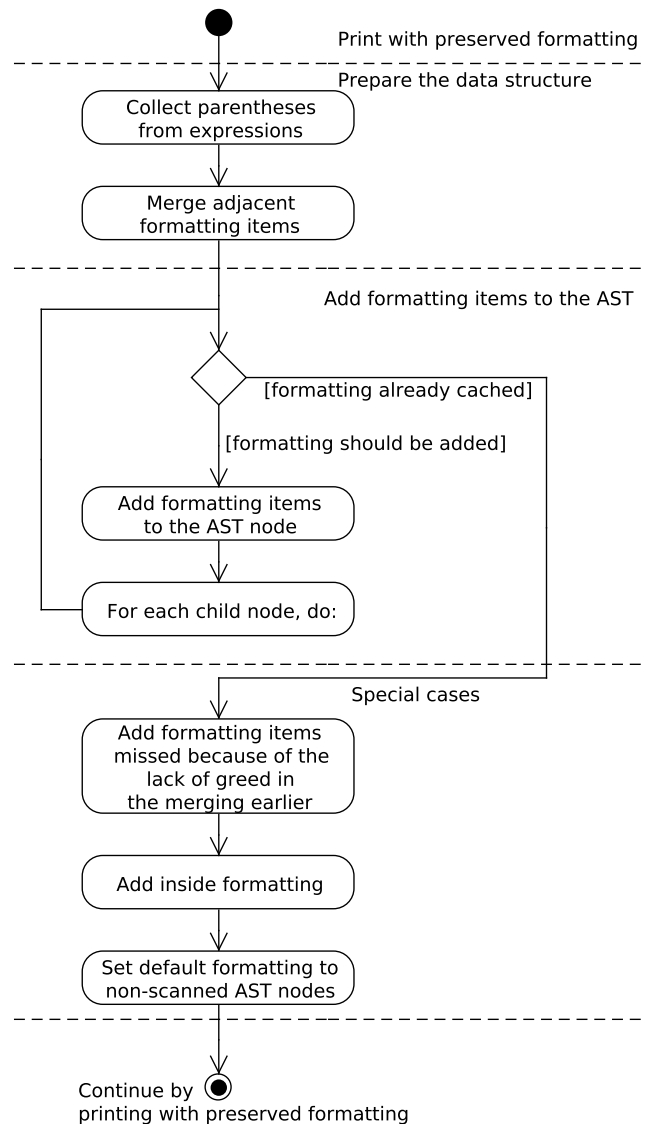 Print with preserved formatting
Prepare the data structure
Collect parentheses
from expressions
Merge adjacent
formatting items
Add formatting items to the AST
[formatting already cached]
[formatting should be added]
Add formatting items
to the AST node
For each child node, do:
Special cases
Add formatting items
missed because of the
lack of greed in
the merging earlier
Add inside formatting
Set default formatting to
non-scanned AST nodes
Continue by
printing with preserved formatting